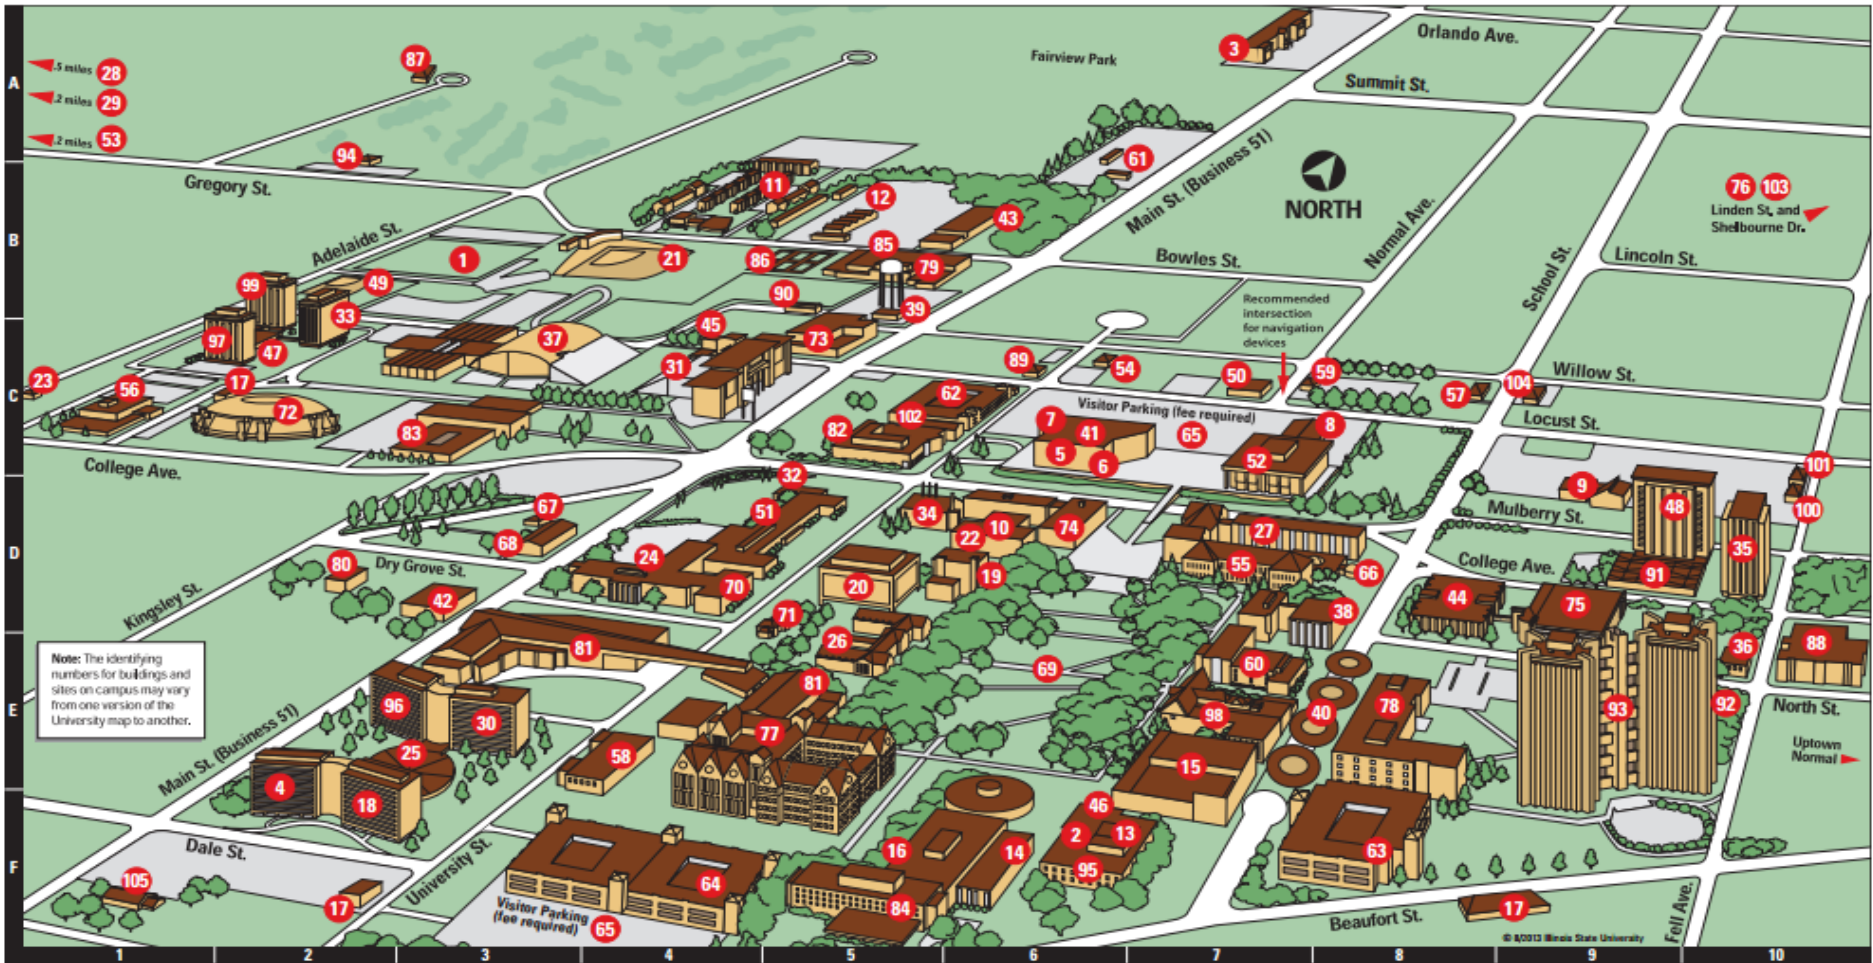 A
B
C
D
E
F
1
2
3
4
5
6
7
8
9
10
.5 miles 28
.2 miles 29
.2 miles 53
87
94
Fairview Park
3
Orlando Ave.
Summit St.
Gregory St.
11
12
61
43
Main St. (Business 51)
NORTH
Normal Ave.
School St.
76 103
Linden St. and
Shelbourne Dr.
Lincoln St.
Bowles St.
Adelaide St.
1
21
86
85
79
99
49
33
90
39
Recommended
intersection
for navigation
devices
97
47
37
45
31
73
23
56
17
72
83
89
54
50
59
57
104
Willow St.
Locust St.
62
102
82
Visitor Parking (fee required)
7
41
65
5
6
8
52
College Ave.
32
9
48
101
100
Mulberry St.
67
68
51
34
10
22
74
27
35
80
Dry Grove St.
24
70
20
19
55
66
College Ave.
91
42
71
38
44
75
Kingsley St.
26
36
88
Note: The identifying
numbers for buildings and
sites on campus may vary
from one version of the
University map to another.
81
81
69
60
96
30
77
98
40
78
93
92
North St.
Main St. (Business 51)
25
58
15
Uptown
Normal
4
18
46
2
13
95
16
14
63
Dale St.
University St.
105
17
64
84
Visitor Parking
(fee required)
65
Beaufort St.
17
Fell Ave.
© 8/2013 Illinois State University